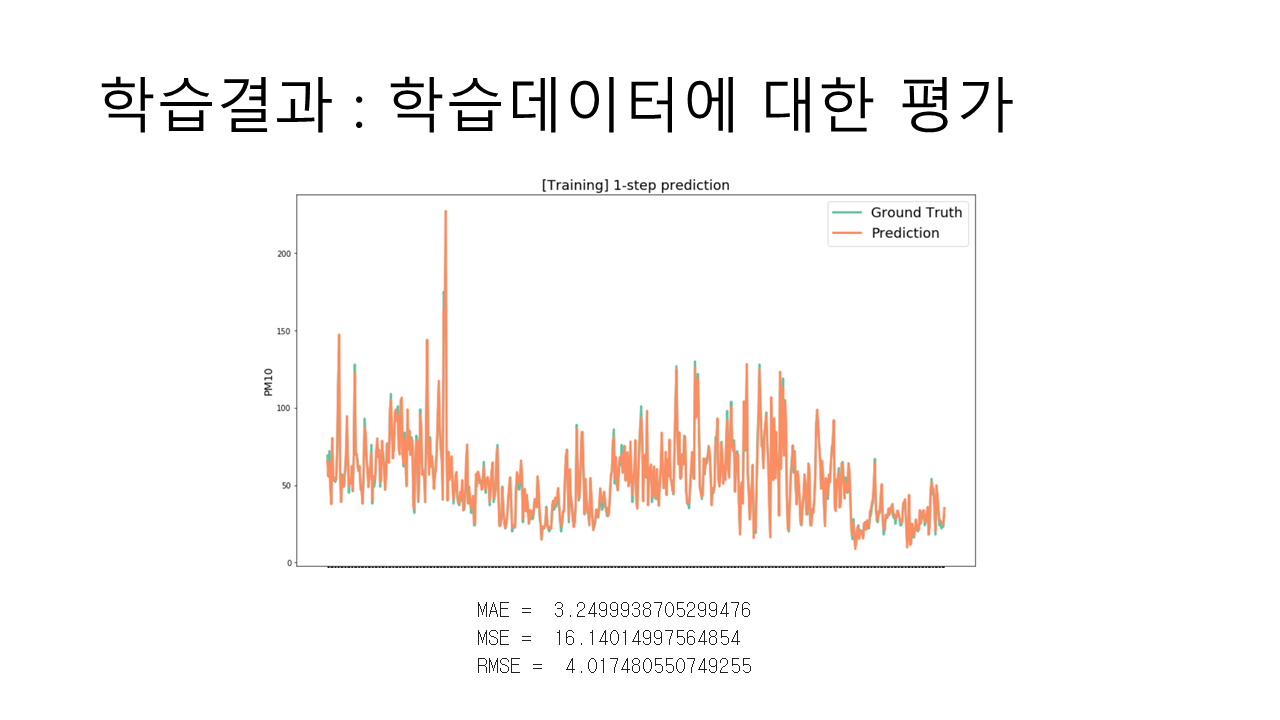 학습결과 : 학습데이터에 대한 평가
[Training] 1-step prediction
Ground Truth
Prediction
200
150
100
50
0
PM10
MAE = 3.2499938705299476
MSE = 16.14014997564854
RMSE = 4.017480550749255